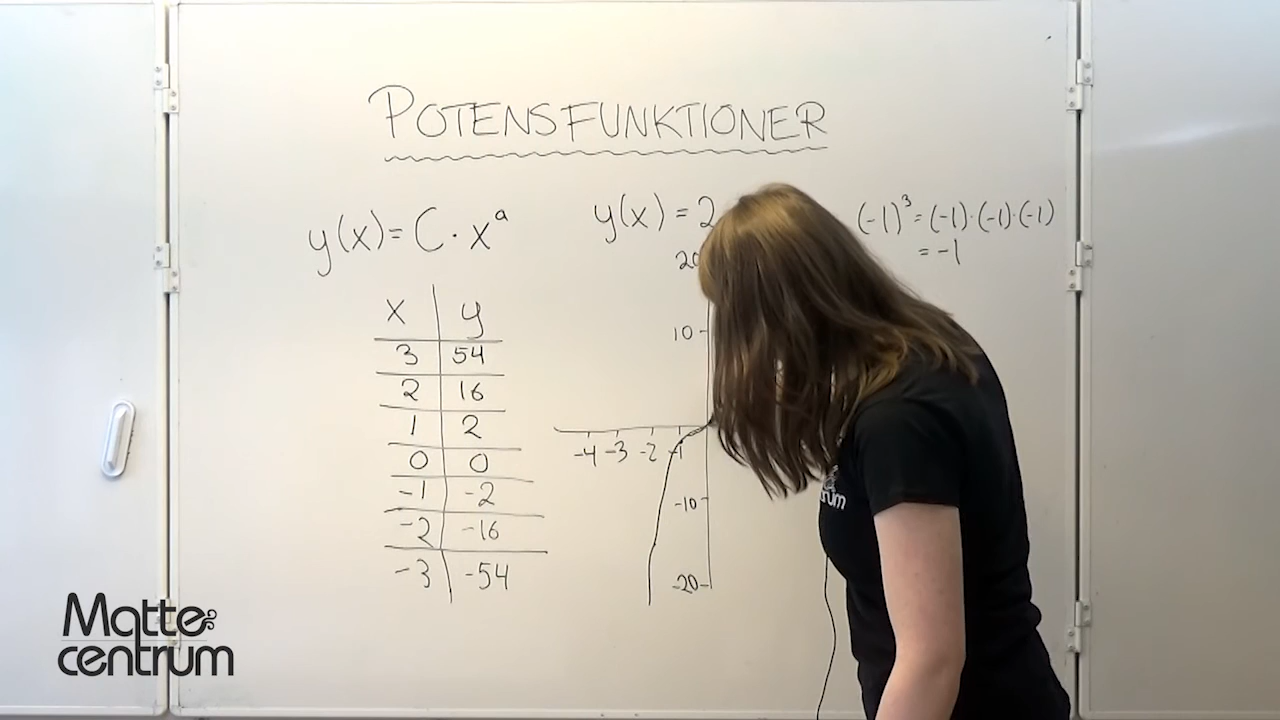 POTENSFUNKTIONER
y(x) = C · xᵃ
y(x) = 2
(-1)³ = (-1)·(-1)·(-1)
= -1
x y
3 54
2 16
1 2
0 0
-1 -2
-2 -16
-3 -54
20
10
-4 -3 -2 -1
-10
-20
Matte
centrum